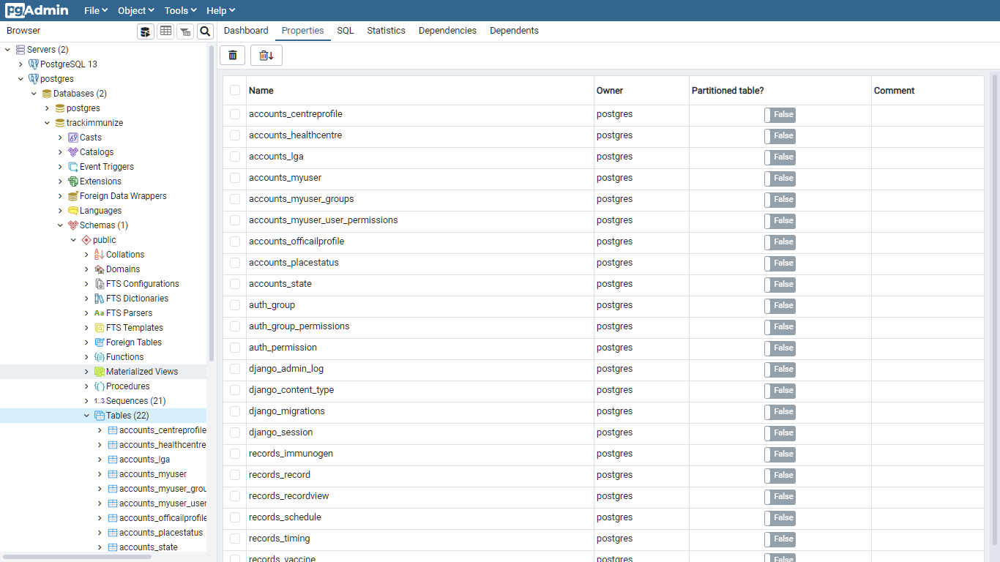 pgAdmin File Object Tools Help
Browser
Dashboard Properties SQL Statistics Dependencies Dependents
Servers (2)
PostgreSQL 13
postgres
Databases (2)
postgres
trackimmunize
Casts
Catalogs
Event Triggers
Extensions
Foreign Data Wrappers
Languages
Schemas (1)
public
Collations
Domains
FTS Configurations
FTS Dictionaries
Aa FTS Parsers
FTS Templates
Foreign Tables
Functions
Materialized Views
Procedures
1..3 Sequences (21)
Tables (22)
accounts_centreprofile
accounts_healthcentre
accounts_lga
accounts_myuser
accounts_myuser_grou
accounts_myuser_user
accounts_officailprofile
accounts_placestatus
accounts_state
Name Owner Partitioned table? Comment
accounts_centreprofile postgres False
accounts_healthcentre postgres False
accounts_lga postgres False
accounts_myuser postgres False
accounts_myuser_groups postgres False
accounts_myuser_user_permissions postgres False
accounts_officailprofile postgres False
accounts_placestatus postgres False
accounts_state postgres False
auth_group postgres False
auth_group_permissions postgres False
auth_permission postgres False
django_admin_log postgres False
django_content_type postgres False
django_migrations postgres False
django_session postgres False
records_immunogen postgres False
records_record postgres False
records_recordview postgres False
records_schedule postgres False
records_timing postgres False
records_vaccine postgres False